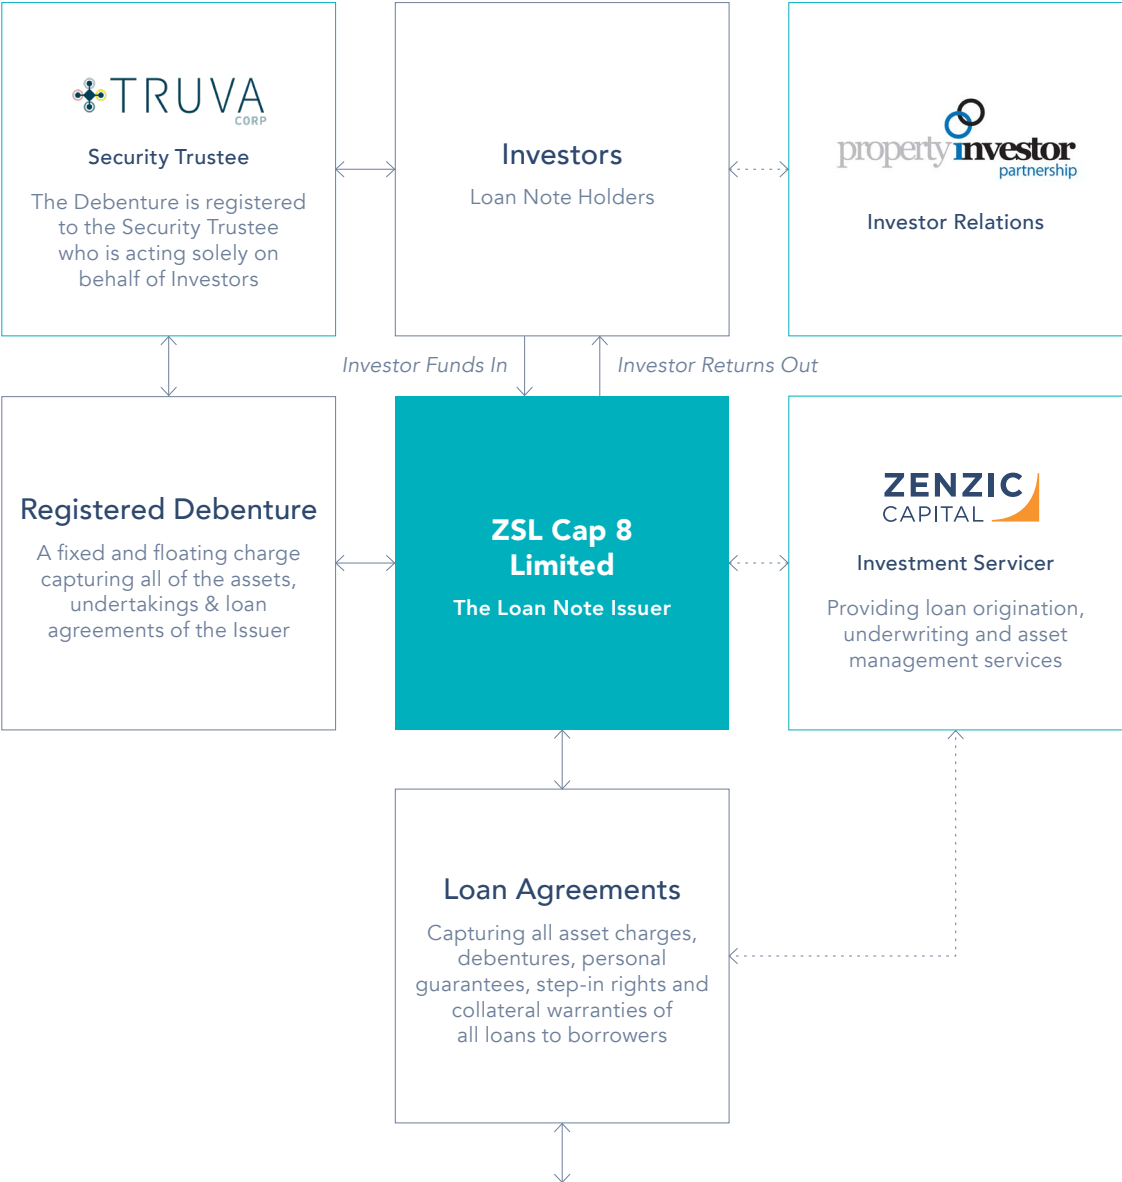 TRUVA
CORP
Security Trustee
The Debenture is registered
to the Security Trustee
who is acting solely on
behalf of Investors
Investors
Loan Note Holders
property investor
partnership
Investor Relations
Investor Funds In
Investor Returns Out
Registered Debenture
A fixed and floating charge
capturing all of the assets,
undertakings & loan
agreements of the Issuer
ZSL Cap 8
Limited
The Loan Note Issuer
ZENZIC
CAPITAL
Investment Servicer
Providing loan origination,
underwriting and asset
management services
Loan Agreements
Capturing all asset charges,
debentures, personal
guarantees, step-in rights and
collateral warranties of
all loans to borrowers